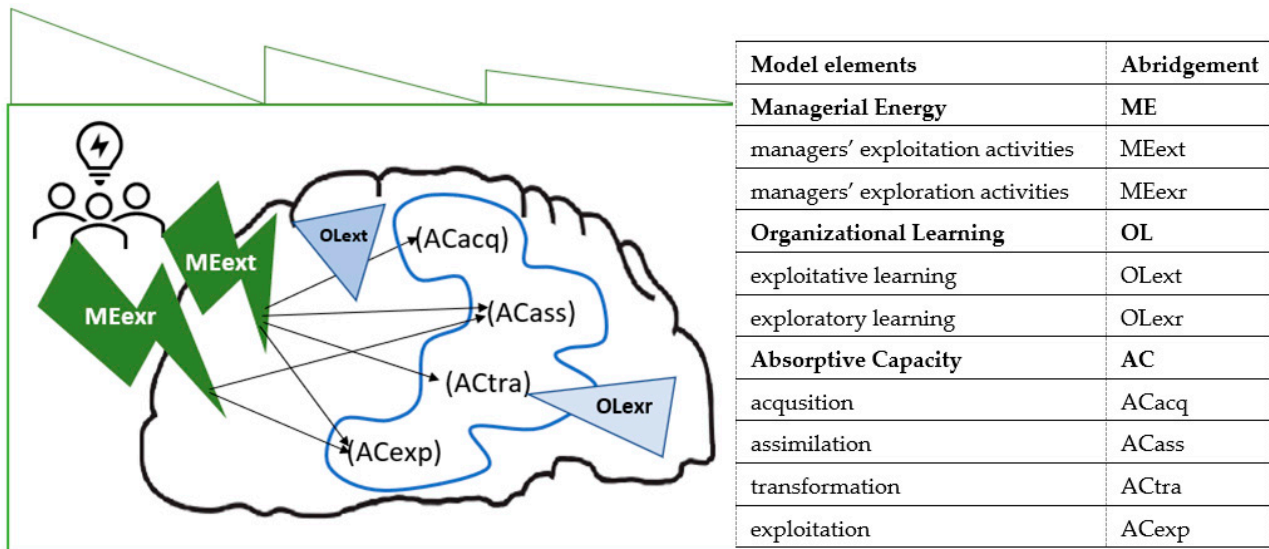 OLext
(ACacq)
MEext
(ACass)
MEexr
(ACtra)
OLexr
(ACexp)
Model elements Abridgement
Managerial Energy ME
managers’ exploitation activities MEext
managers’ exploration activities MEexr
Organizational Learning OL
exploitative learning OLext
exploratory learning OLexr
Absorptive Capacity AC
acqusition ACacq
assimilation ACass
transformation ACtra
exploitation ACexp